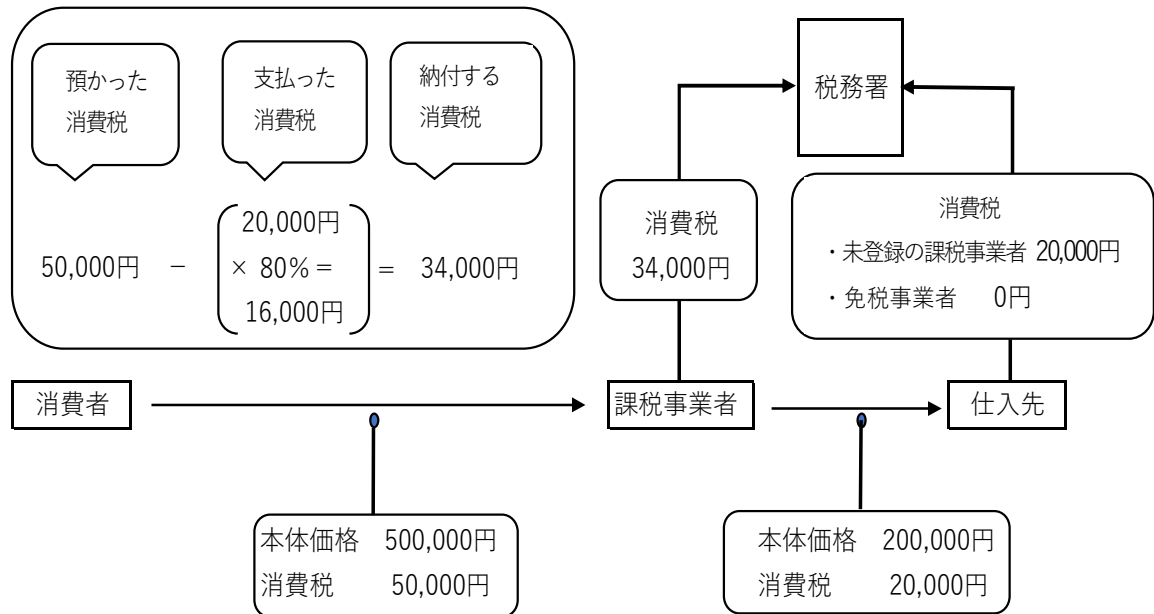 預かった
消費税
支払った
消費税
納付する
消費税
50,000円 − 20,000円
× 80%＝
16,000円 ＝ 34,000円
税務署
消費税
34,000円
消費税
・未登録の課税事業者 20,000円
・免税事業者 0円
消費者
課税事業者
仕入先
本体価格 500,000円
消費税 50,000円
本体価格 200,000円
消費税 20,000円